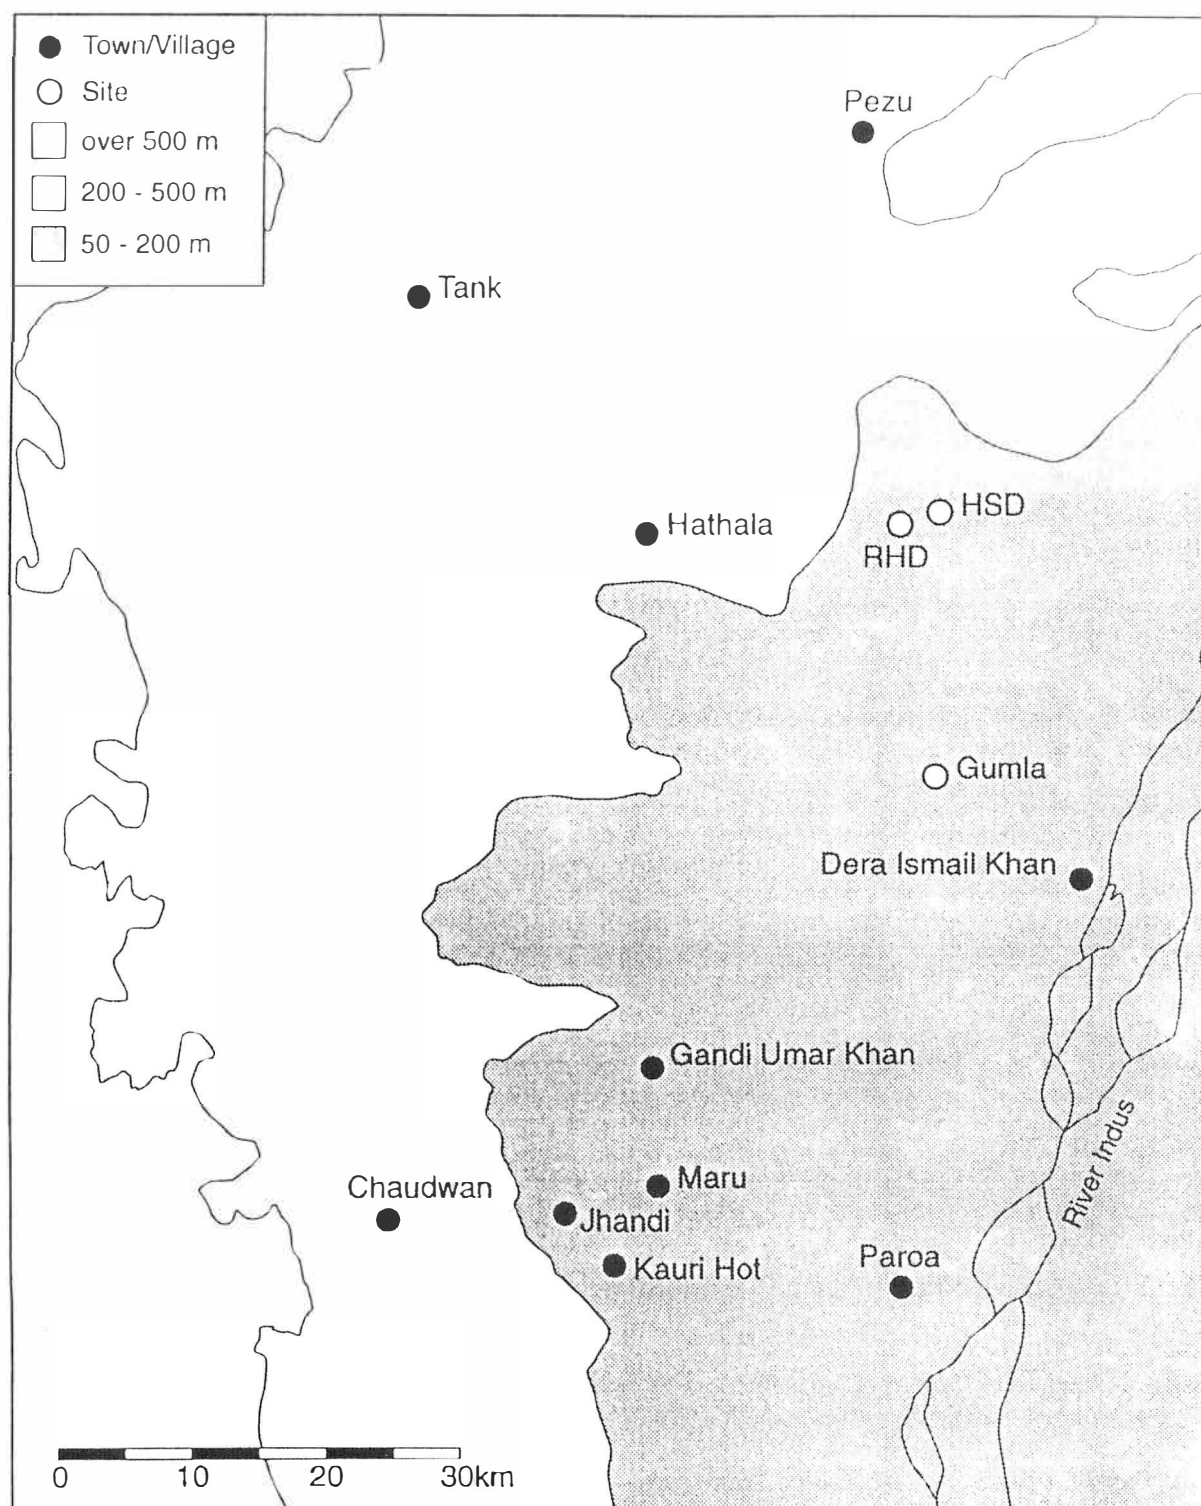 Town/Village
Site
over 500 m
200 - 500 m
50 - 200 m
Pezu
Tank
HSD
Hathala
RHD
Gumla
Dera Ismail Khan
Gandi Umar Khan
River Indus
Maru
Chaudwan
Jhandi
Paroa
Kauri Hot
0 10 20 30km